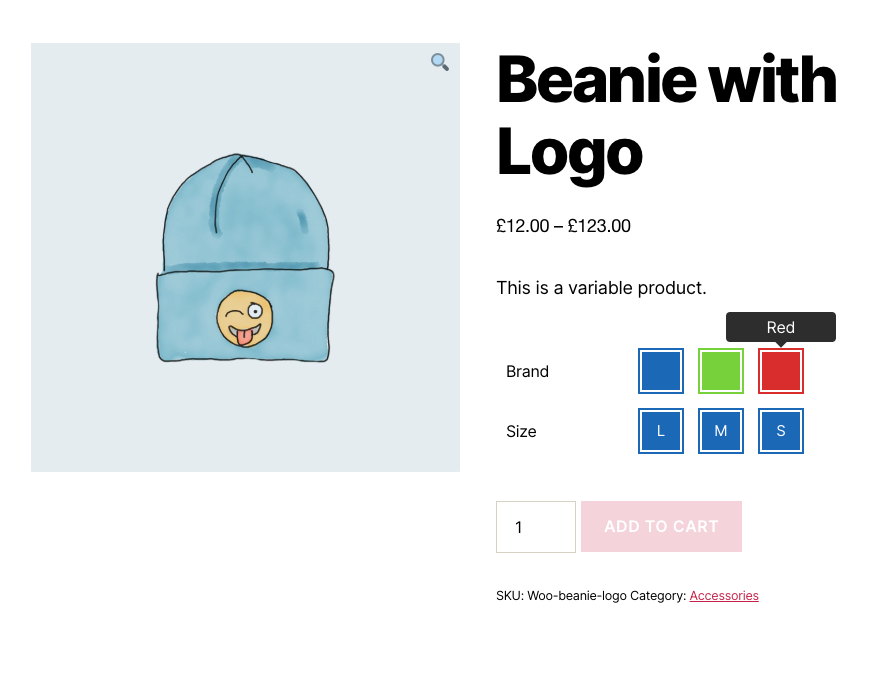 Beanie with
Logo
£12.00 – £123.00
This is a variable product.
Red
Brand
Size L M S
1 ADD TO CART
SKU: Woo-beanie-logo Category: Accessories